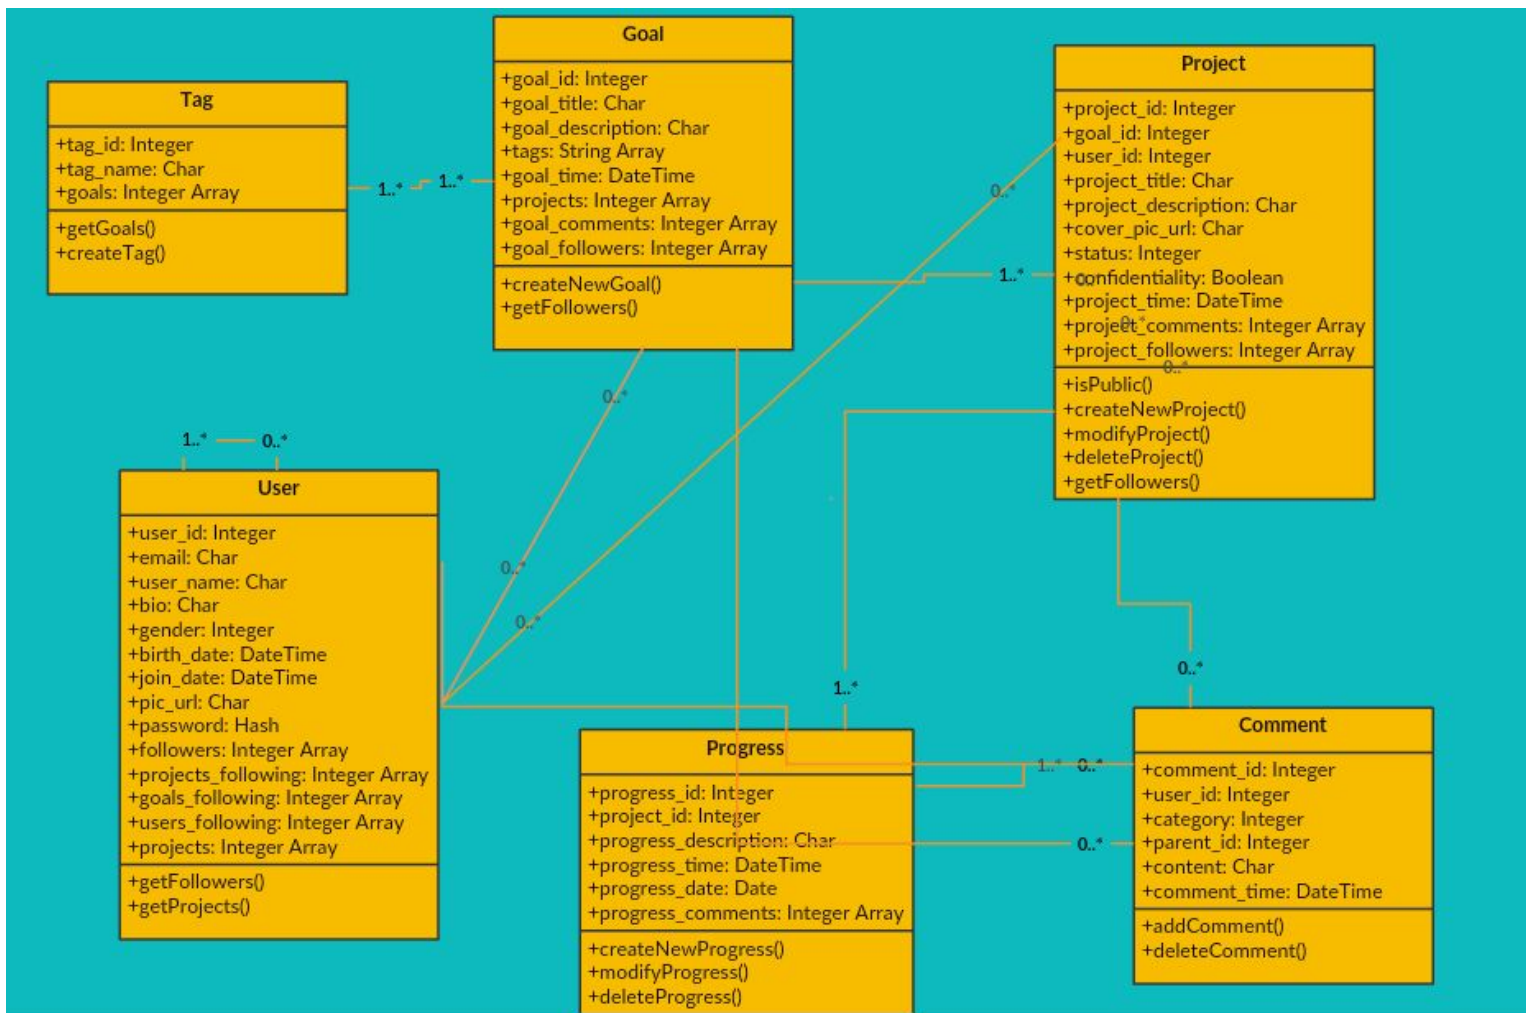 Goal
+goal_id: Integer
+goal_title: Char
+goal_description: Char
+tags: String Array
+goal_time: DateTime
+projects: Integer Array
+goal_comments: Integer Array
+goal_followers: Integer Array
+createNewGoal()
+getFollowers()
Project
+project_id: Integer
+goal_id: Integer
+user_id: Integer
+project_title: Char
+project_description: Char
+cover_pic_url: Char
+status: Integer
+confidentiality: Boolean
+project_time: DateTime
+project_comments: Integer Array
+project_followers: Integer Array
+isPublic()
+createNewProject()
+modifyProject()
+deleteProject()
+getFollowers()
Tag
+tag_id: Integer
+tag_name: Char
+goals: Integer Array
+getGoals()
+createTag()
1..*
1..*
0..*
1..*
0..*
0..*
0..*
0..*
1..*
0..*
0..*
0..*
User
+user_id: Integer
+email: Char
+user_name: Char
+bio: Char
+gender: Integer
+birth_date: DateTime
+join_date: DateTime
+pic_url: Char
+password: Hash
+followers: Integer Array
+projects_following: Integer Array
+goals_following: Integer Array
+users_following: Integer Array
+projects: Integer Array
+getFollowers()
+getProjects()
1..*
0..*
Progress
+progress_id: Integer
+project_id: Integer
+progress_description: Char
+progress_time: DateTime
+progress_date: Date
+progress_comments: Integer Array
+createNewProgress()
+modifyProgress()
+deleteProgress()
1..*
0..*
0..*
Comment
+comment_id: Integer
+user_id: Integer
+category: Integer
+parent_id: Integer
+content: Char
+comment_time: DateTime
+addComment()
+deleteComment()